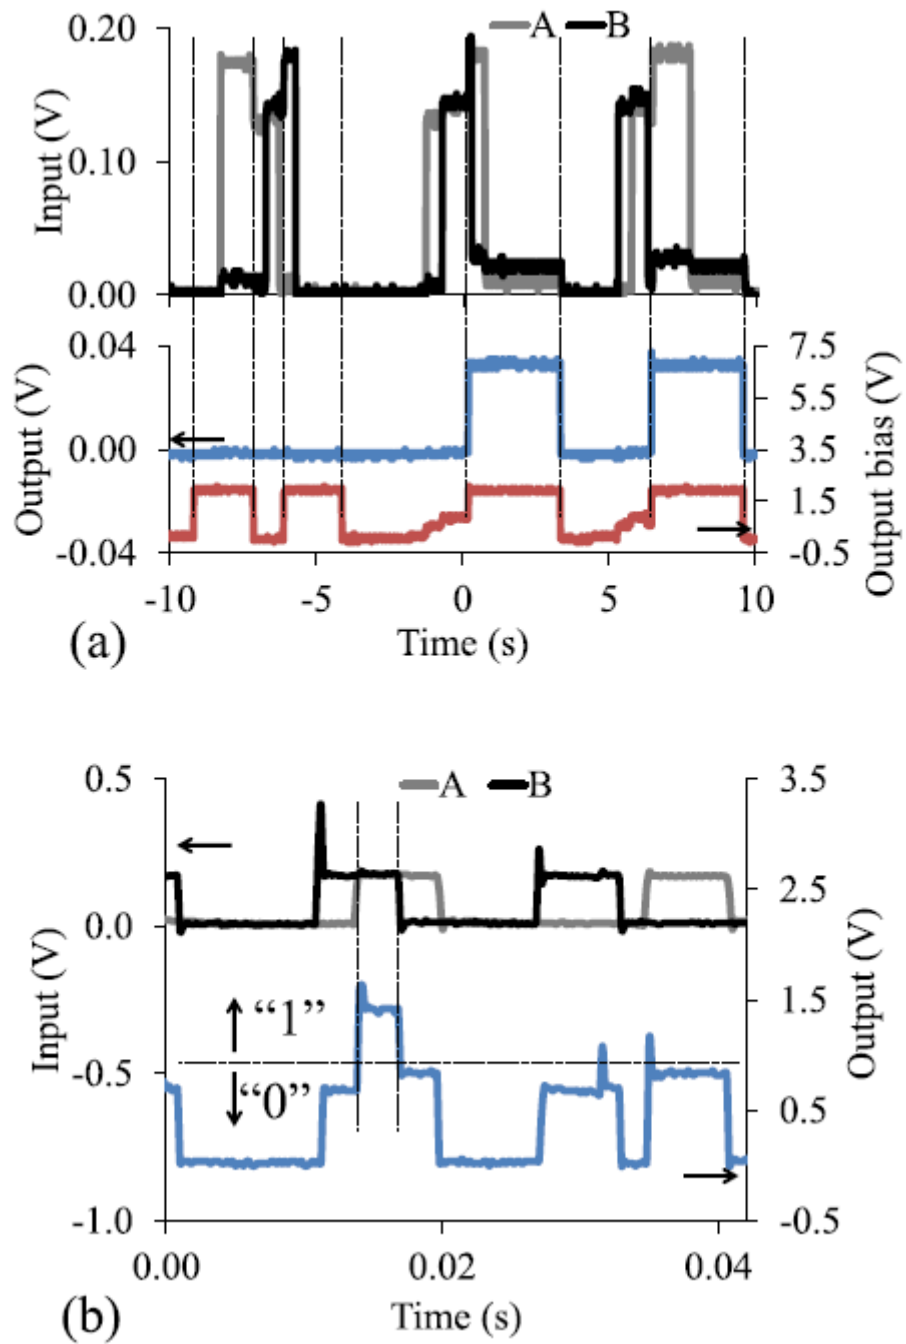 A B
0.20
0.10
0.00
Input (V)
0.04
0.00
-0.04
Output (V)
7.5
5.5
3.5
1.5
-0.5
Output bias (V)
-10 -5 0 5 10
Time (s)
(a)
A B
0.5
0.0
-0.5
-1.0
Input (V)
3.5
2.5
1.5
0.5
-0.5
Output (V)
“1”
“0”
0.00 0.02 0.04
Time (s)
(b)